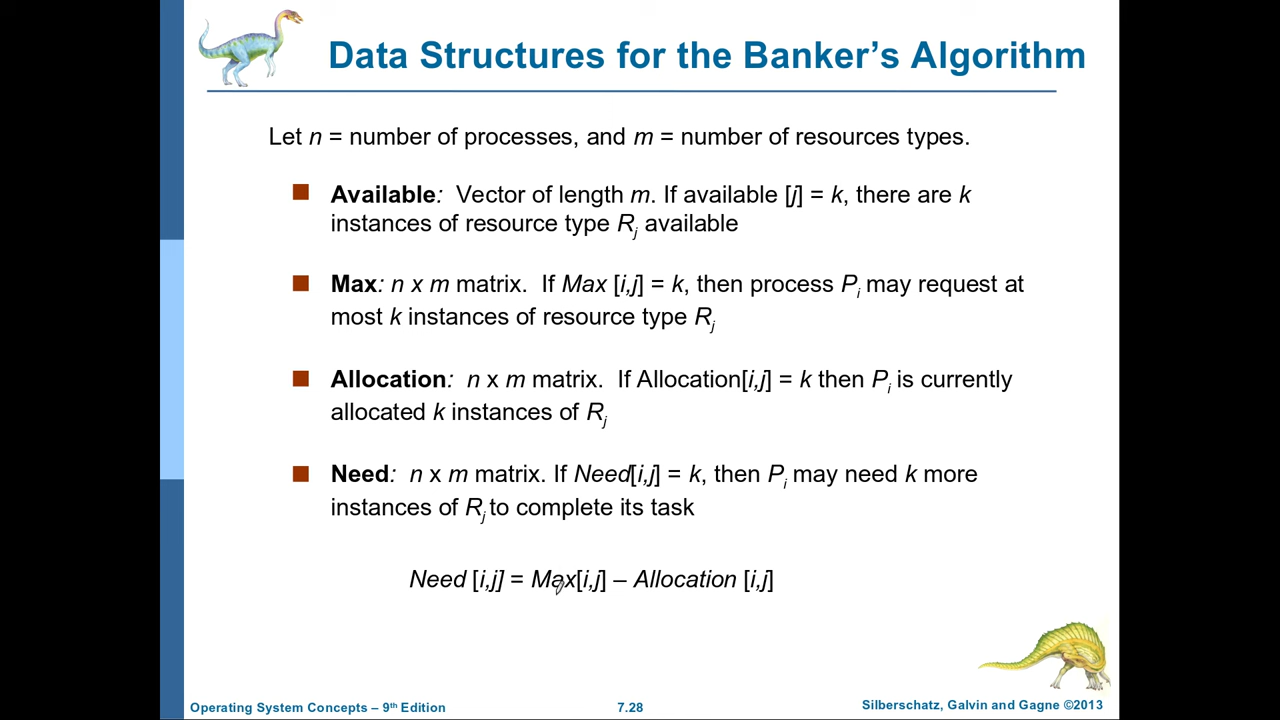 Data Structures for the Banker's Algorithm
Let n = number of processes, and m = number of resources types.
Available: Vector of length m. If available [j] = k, there are k
instances of resource type Rj available
Max: n x m matrix. If Max [i,j] = k, then process Pi may request at
most k instances of resource type Rj
Allocation: n x m matrix. If Allocation[i,j] = k then Pi is currently
allocated k instances of Rj
Need: n x m matrix. If Need[i,j] = k, then Pi may need k more
instances of Rj to complete its task
Need [i,j] = Max[i,j] – Allocation [i,j]
Operating System Concepts – 9th Edition
7.28
Silberschatz, Galvin and Gagne ©2013